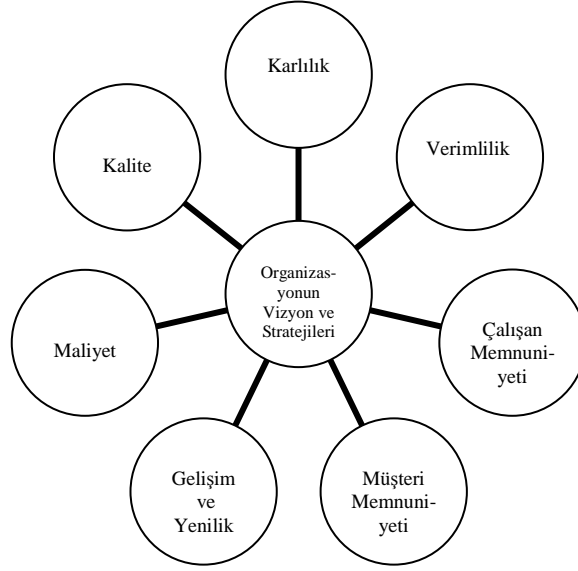 Karlılık
Kalite
Verimlilik
Organizas-
yonun
Vizyon ve
Stratejileri
Maliyet
Çalışan
Memnuni-
yeti
Gelişim
ve
Yenilik
Müşteri
Memnuni-
yeti